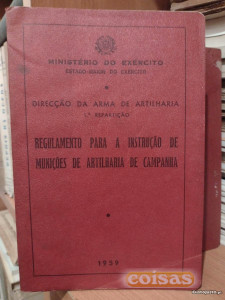 MINISTÉRIO DO EXÉRCITO
ESTADO-MAIOR DO EXÉRCITO
DIRECÇÃO DA ARMA DE ARTILHARIA
1.ª REPARTIÇÃO
REGULAMENTO PARA A INSTRUÇÃO DE
MUNIÇÕES DE ARTILHARIA DE CAMPANHA
1959
coisas